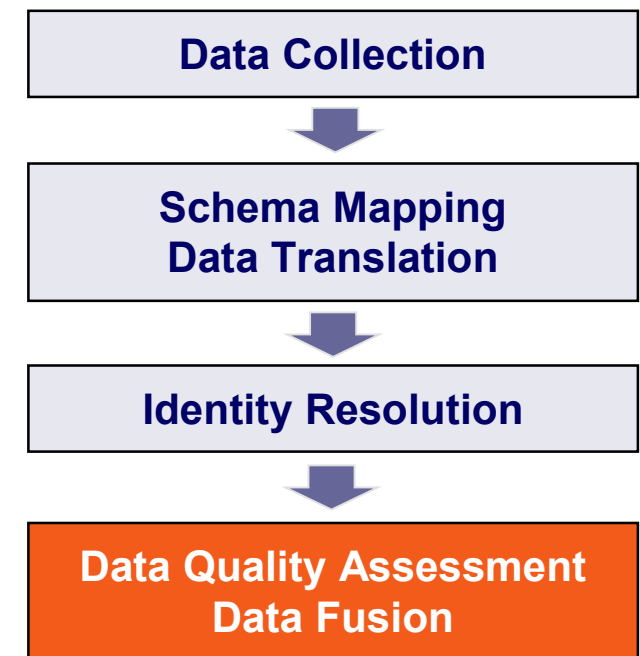 Data Collection
Schema Mapping
Data Translation
Identity Resolution
Data Quality Assessment
Data Fusion